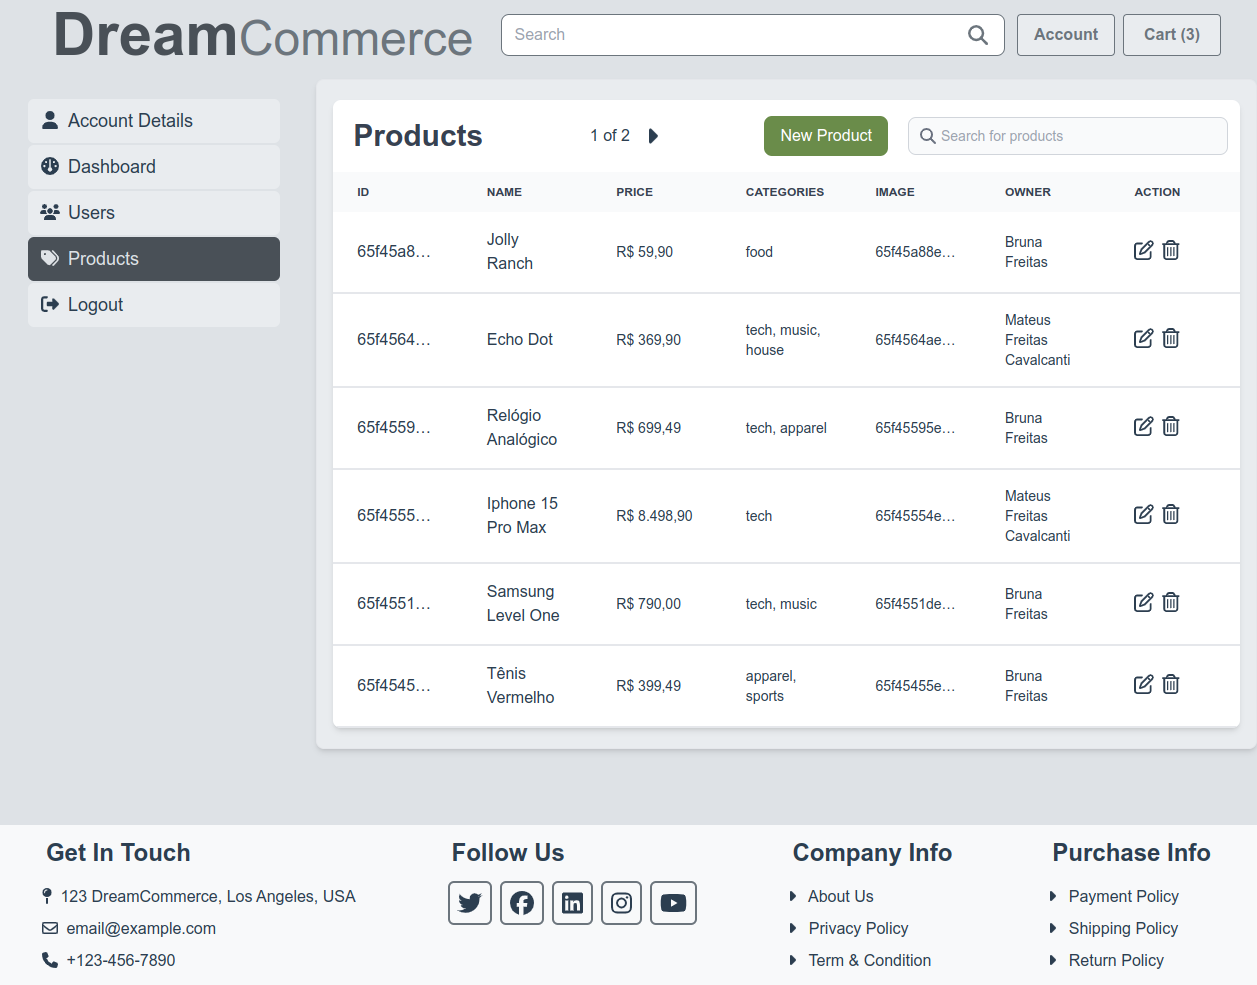 DreamCommerce
Search
Account
Cart (3)
Account Details
Dashboard
Users
Products
Logout
Products
1 of 2
New Product
Search for products
ID NAME PRICE CATEGORIES IMAGE OWNER ACTION
65f45a8… Jolly Ranch R$ 59,90 food 65f45a88e… Bruna Freitas
65f4564… Echo Dot R$ 369,90 tech, music, house 65f4564ae… Mateus Freitas Cavalcanti
65f4559… Relógio Analógico R$ 699,49 tech, apparel 65f45595e… Bruna Freitas
65f4555… Iphone 15 Pro Max R$ 8.498,90 tech 65f45554e… Mateus Freitas Cavalcanti
65f4551… Samsung Level One R$ 790,00 tech, music 65f4551de… Bruna Freitas
65f4545… Tênis Vermelho R$ 399,49 apparel, sports 65f45455e… Bruna Freitas
Get In Touch
123 DreamCommerce, Los Angeles, USA
email@example.com
+123-456-7890
Follow Us
Company Info
About Us
Privacy Policy
Term & Condition
Purchase Info
Payment Policy
Shipping Policy
Return Policy